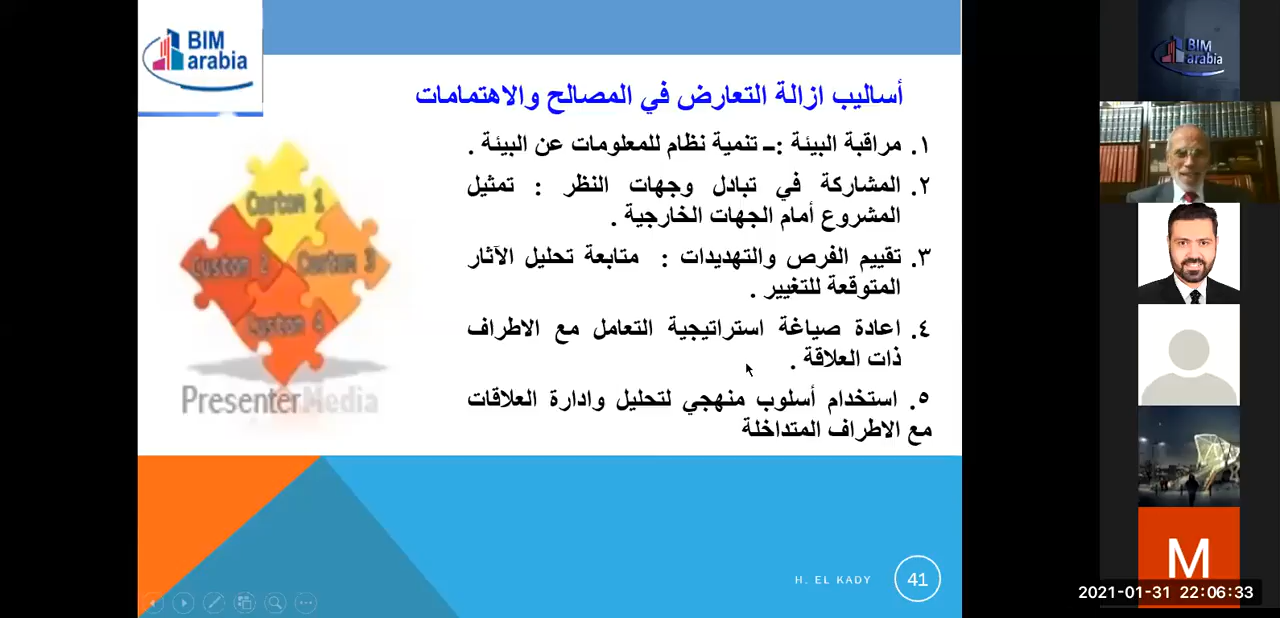 BIM
arabia
أساليب ازالة التعارض في المصالح والاهتمامات
١. مراقبة البيئة :ـ تنمية نظام للمعلومات عن البيئة .
٢. المشاركة في تبادل وجهات النظر : تمثيل
المشروع أمام الجهات الخارجية .
٣. تقييم الفرص والتهديدات : متابعة تحليل الآثار
المتوقعة للتغيير .
٤. اعادة صياغة استراتيجية التعامل مع الاطراف
ذات العلاقة .
٥. استخدام أسلوب منهجي لتحليل وادارة العلاقات
مع الاطراف المتداخلة
Custom 1
Custom 2
Custom 3
Custom 4
PresenterMedia
H. EL KADY
41
BIM
arabia
M
2021-01-31 22:06:33